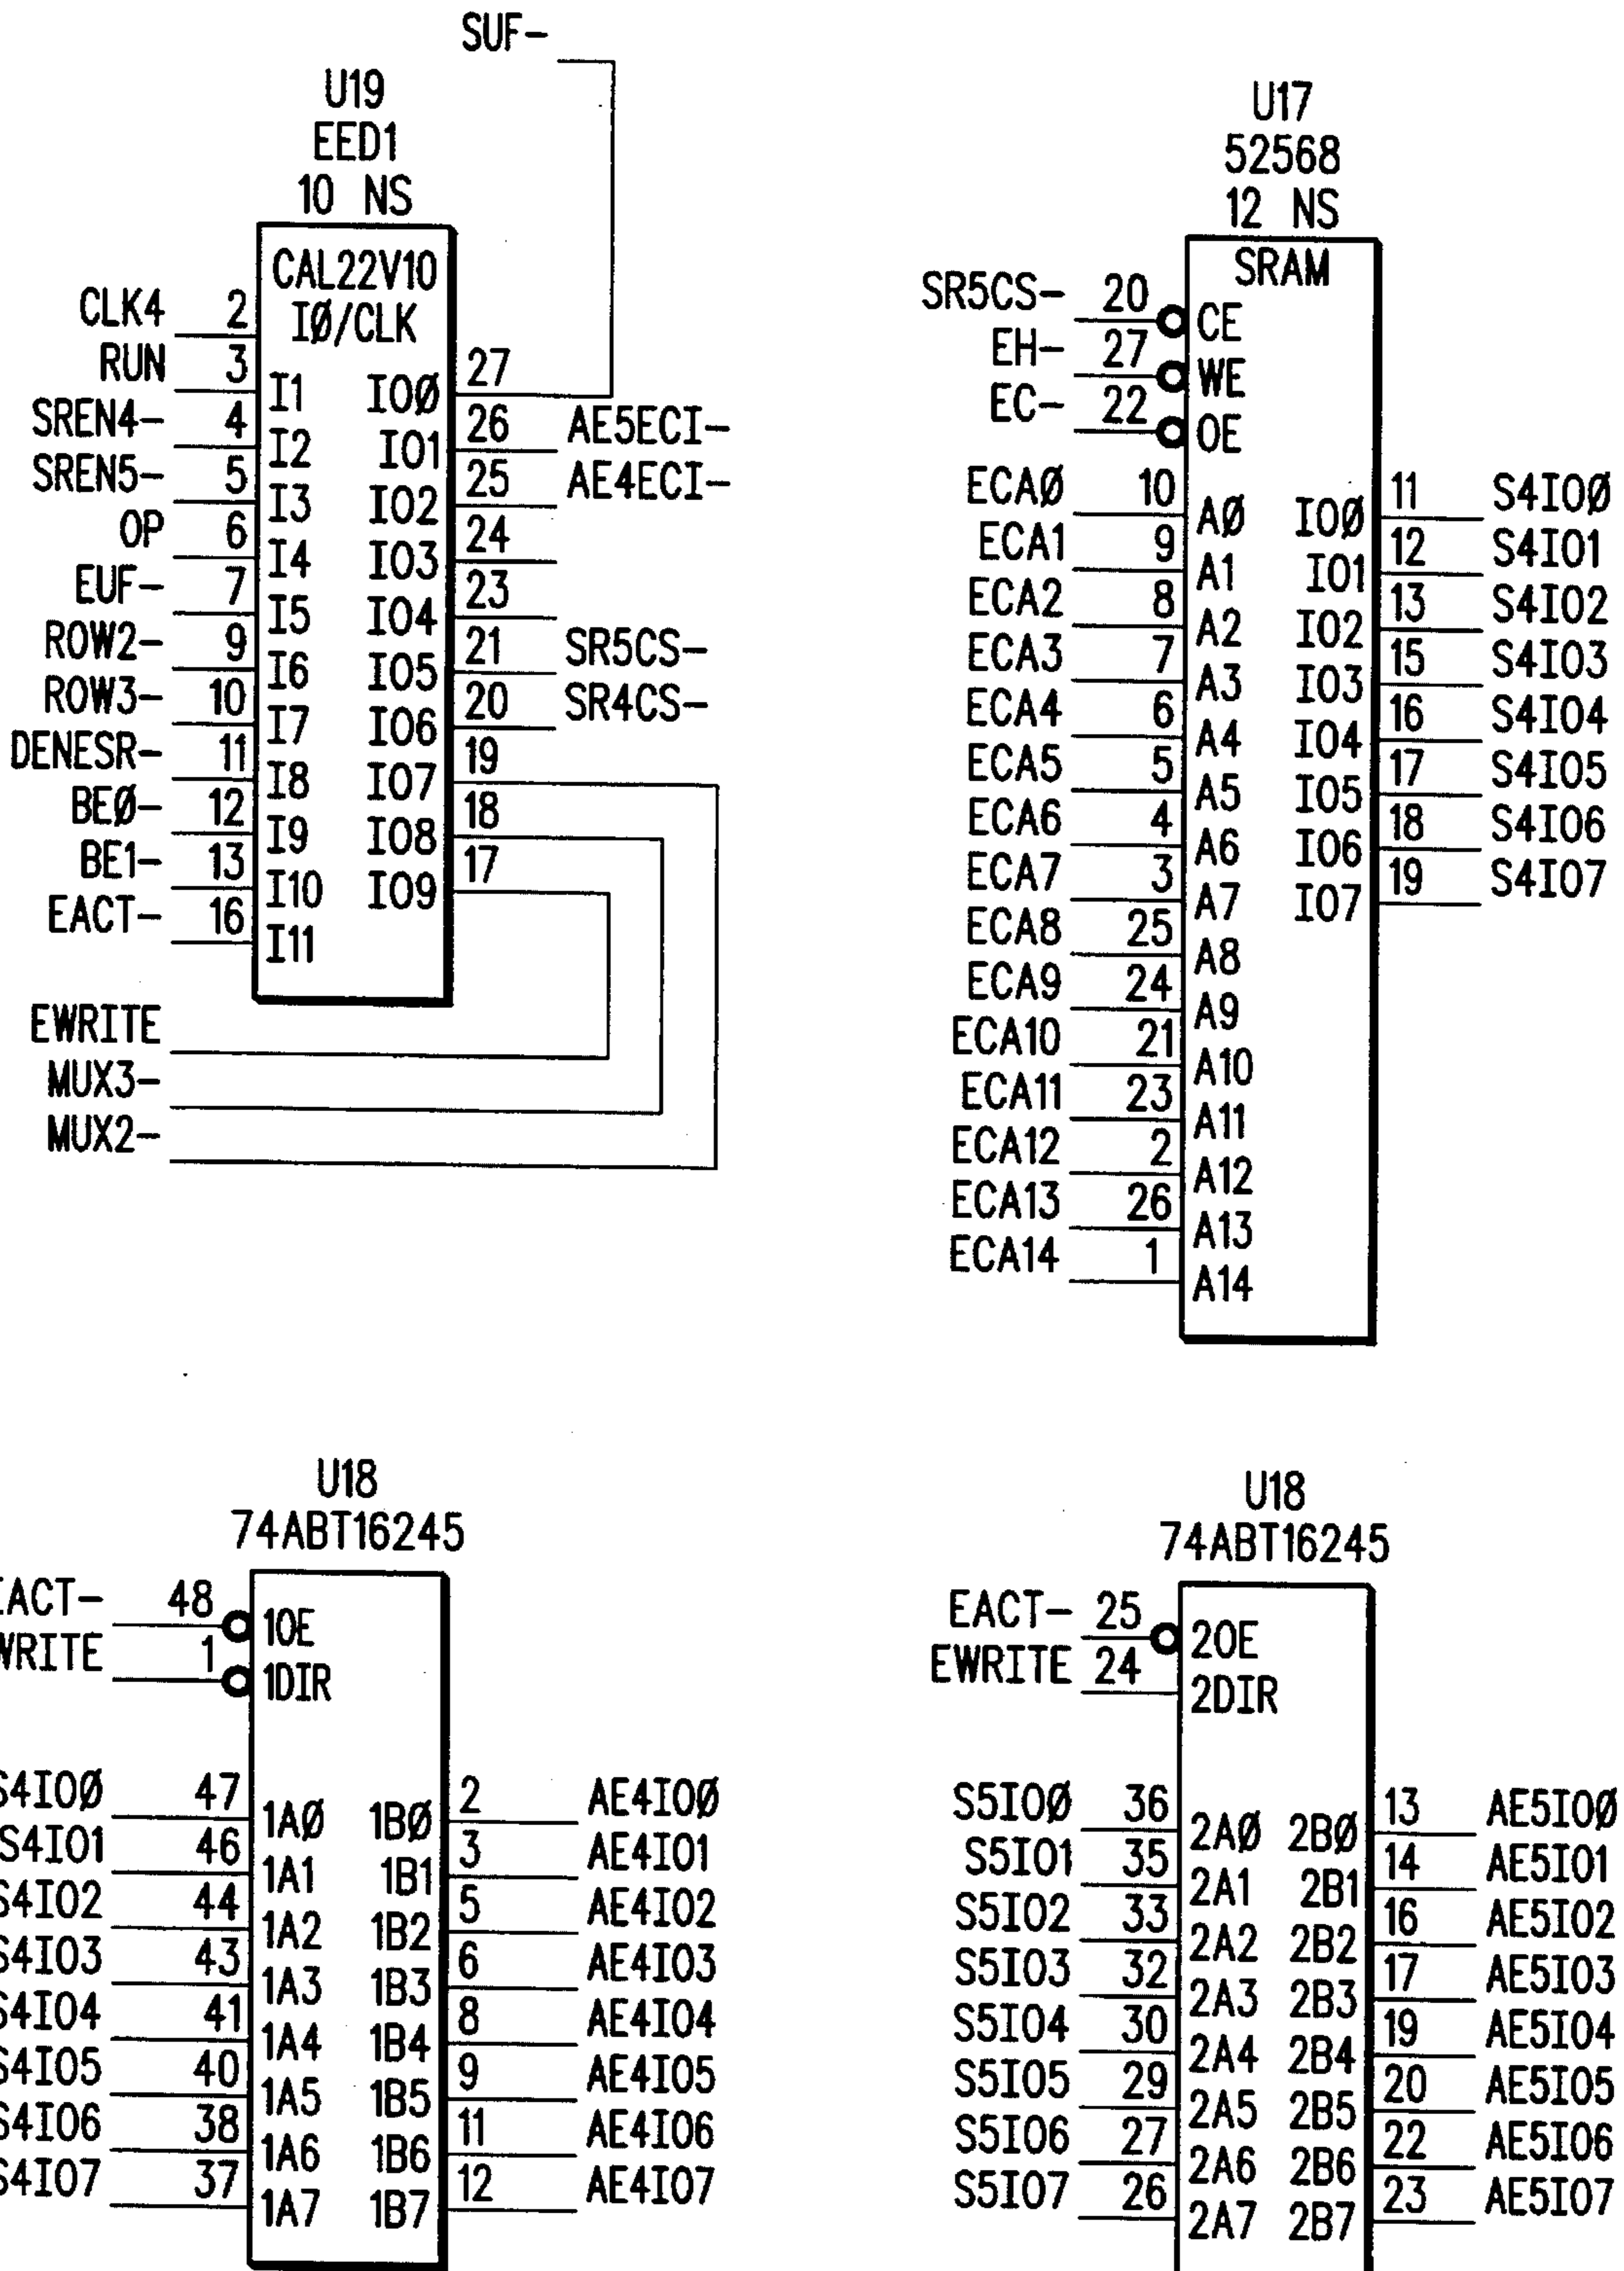 SUF-
U19
EED1
10 NS
CAL22V10
IØ/CLK
CLK4 2
RUN 3 I1 IOØ 27
SREN4- 4 I2 IO1 26 AE5ECI-
SREN5- 5 I3 IO2 25 AE4ECI-
OP 6 I4 IO3 24
EUF- 7 I5 IO4 23
ROW2- 9 I6 IO5 21 SR5CS-
ROW3- 10 I7 IO6 20 SR4CS-
DENESR- 11 I8 IO7 19
BEØ- 12 I9 IO8 18
BE1- 13 I10 IO9 17
EACT- 16 I11
EWRITE
MUX3-
MUX2-
U17
52568
12 NS
SRAM
SR5CS- 20 CE
EH- 27 WE
EC- 22 OE
ECAØ 10 AØ IOØ 11 S4IOØ
ECA1 9 A1 IO1 12 S4IO1
ECA2 8 A2 IO2 13 S4IO2
ECA3 7 A3 IO3 15 S4IO3
ECA4 6 A4 IO4 16 S4IO4
ECA5 5 A5 IO5 17 S4IO5
ECA6 4 A6 IO6 18 S4IO6
ECA7 3 A7 IO7 19 S4IO7
ECA8 25 A8
ECA9 24 A9
ECA10 21 A10
ECA11 23 A11
ECA12 2 A12
ECA13 26 A13
ECA14 1 A14
U18
74ABT16245
EACT- 48 1OE
WRITE 1 1DIR
S4IOØ 47 1AØ 1BØ 2 AE4IOØ
S4IO1 46 1A1 1B1 3 AE4IO1
S4IO2 44 1A2 1B2 5 AE4IO2
S4IO3 43 1A3 1B3 6 AE4IO3
S4IO4 41 1A4 1B4 8 AE4IO4
S4IO5 40 1A5 1B5 9 AE4IO5
S4IO6 38 1A6 1B6 11 AE4IO6
S4IO7 37 1A7 1B7 12 AE4IO7
U18
74ABT16245
EACT- 25 2OE
EWRITE 24 2DIR
S5IOØ 36 2AØ 2BØ 13 AE5IOØ
S5IO1 35 2A1 2B1 14 AE5IO1
S5IO2 33 2A2 2B2 16 AE5IO2
S5IO3 32 2A3 2B3 17 AE5IO3
S5IO4 30 2A4 2B4 19 AE5IO4
S5IO5 29 2A5 2B5 20 AE5IO5
S5IO6 27 2A6 2B6 22 AE5IO6
S5IO7 26 2A7 2B7 23 AE5IO7